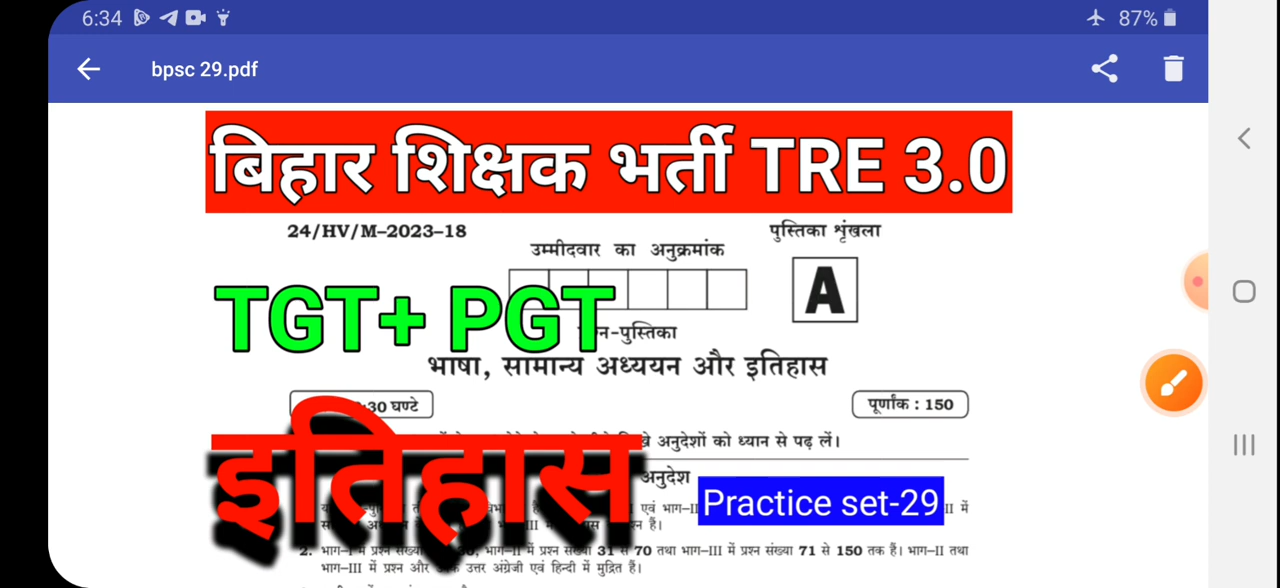 6:34
87%
bpsc 29.pdf
बिहार शिक्षक भर्ती TRE 3.0
24/HV/M–2023–18
पुस्तिका शृंखला
उम्मीदवार का अनुक्रमांक
A
TGT+ PGT
न-पुस्तिका
भाषा, सामान्य अध्ययन और इतिहास
:30 घण्टे
पूर्णांक : 150
अनुदेशों को ध्यान से पढ़ लें।
इतिहास
अनुदेश
Practice set-29
एवं भाग-II
II में
हैं।
2. भाग-I में प्रश्न संख्या भाग-II में प्रश्न संख्या 31 से 70 तथा भाग-III में प्रश्न संख्या 71 से 150 तक हैं। भाग-II तथा
भाग-III में प्रश्न और उत्तर अंग्रेजी एवं हिन्दी में मुद्रित हैं।